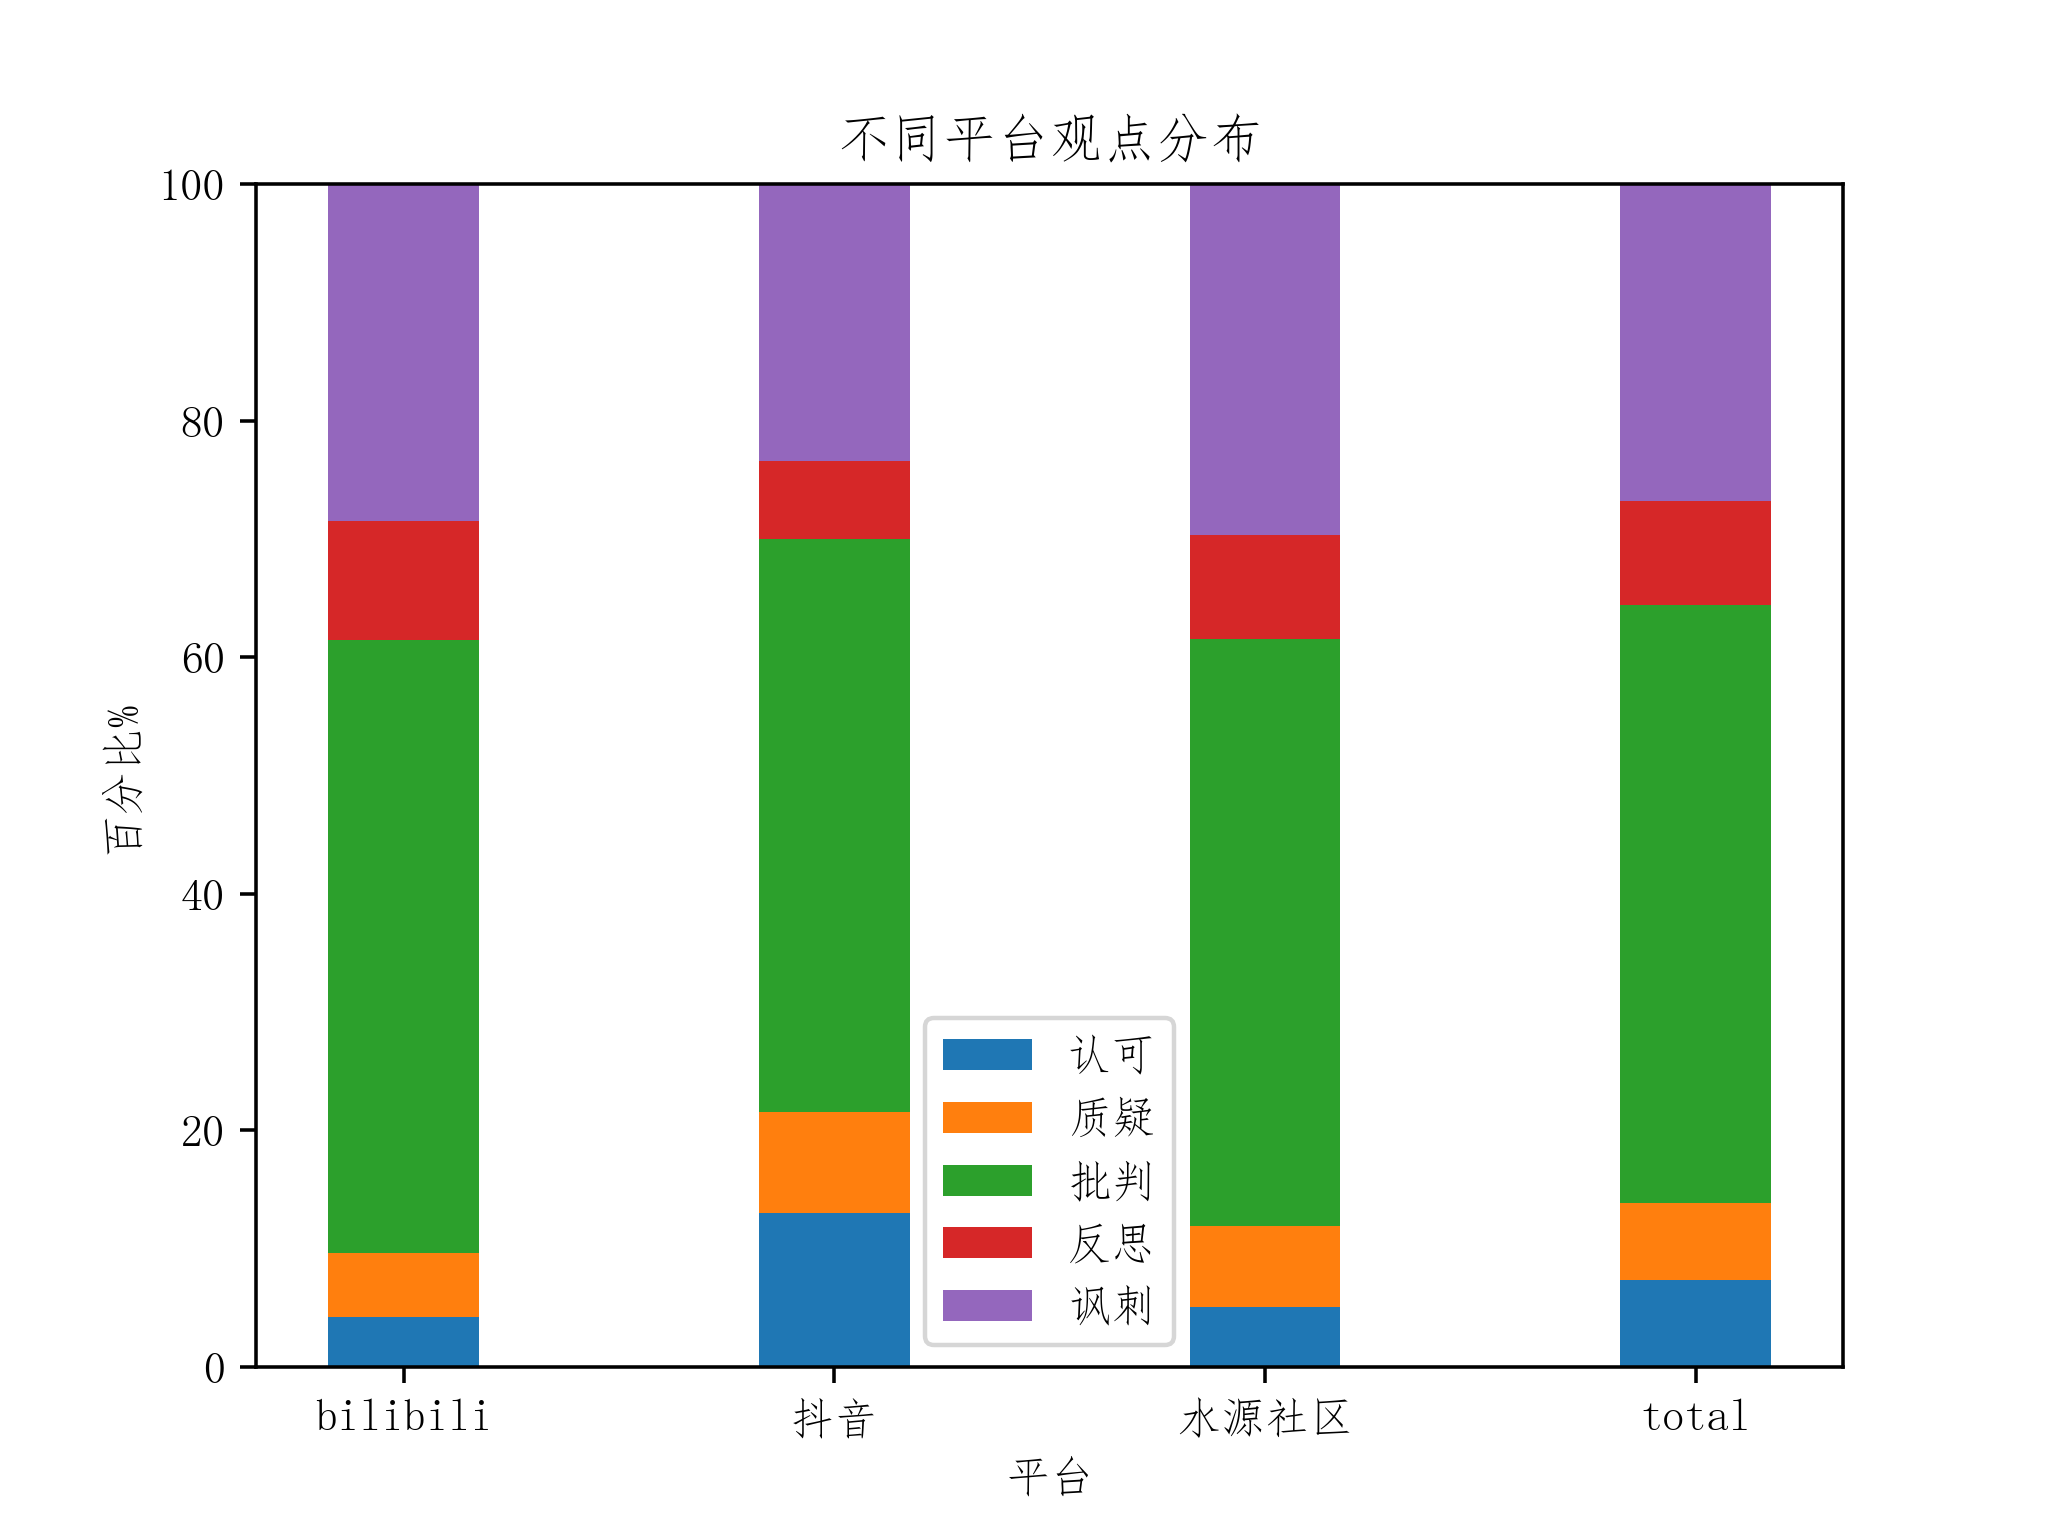 不同平台观点分布
100
80
60
40
20
0
百分比%
认可
质疑
批判
反思
讽刺
bilibili 抖音 水源社区 total
平台